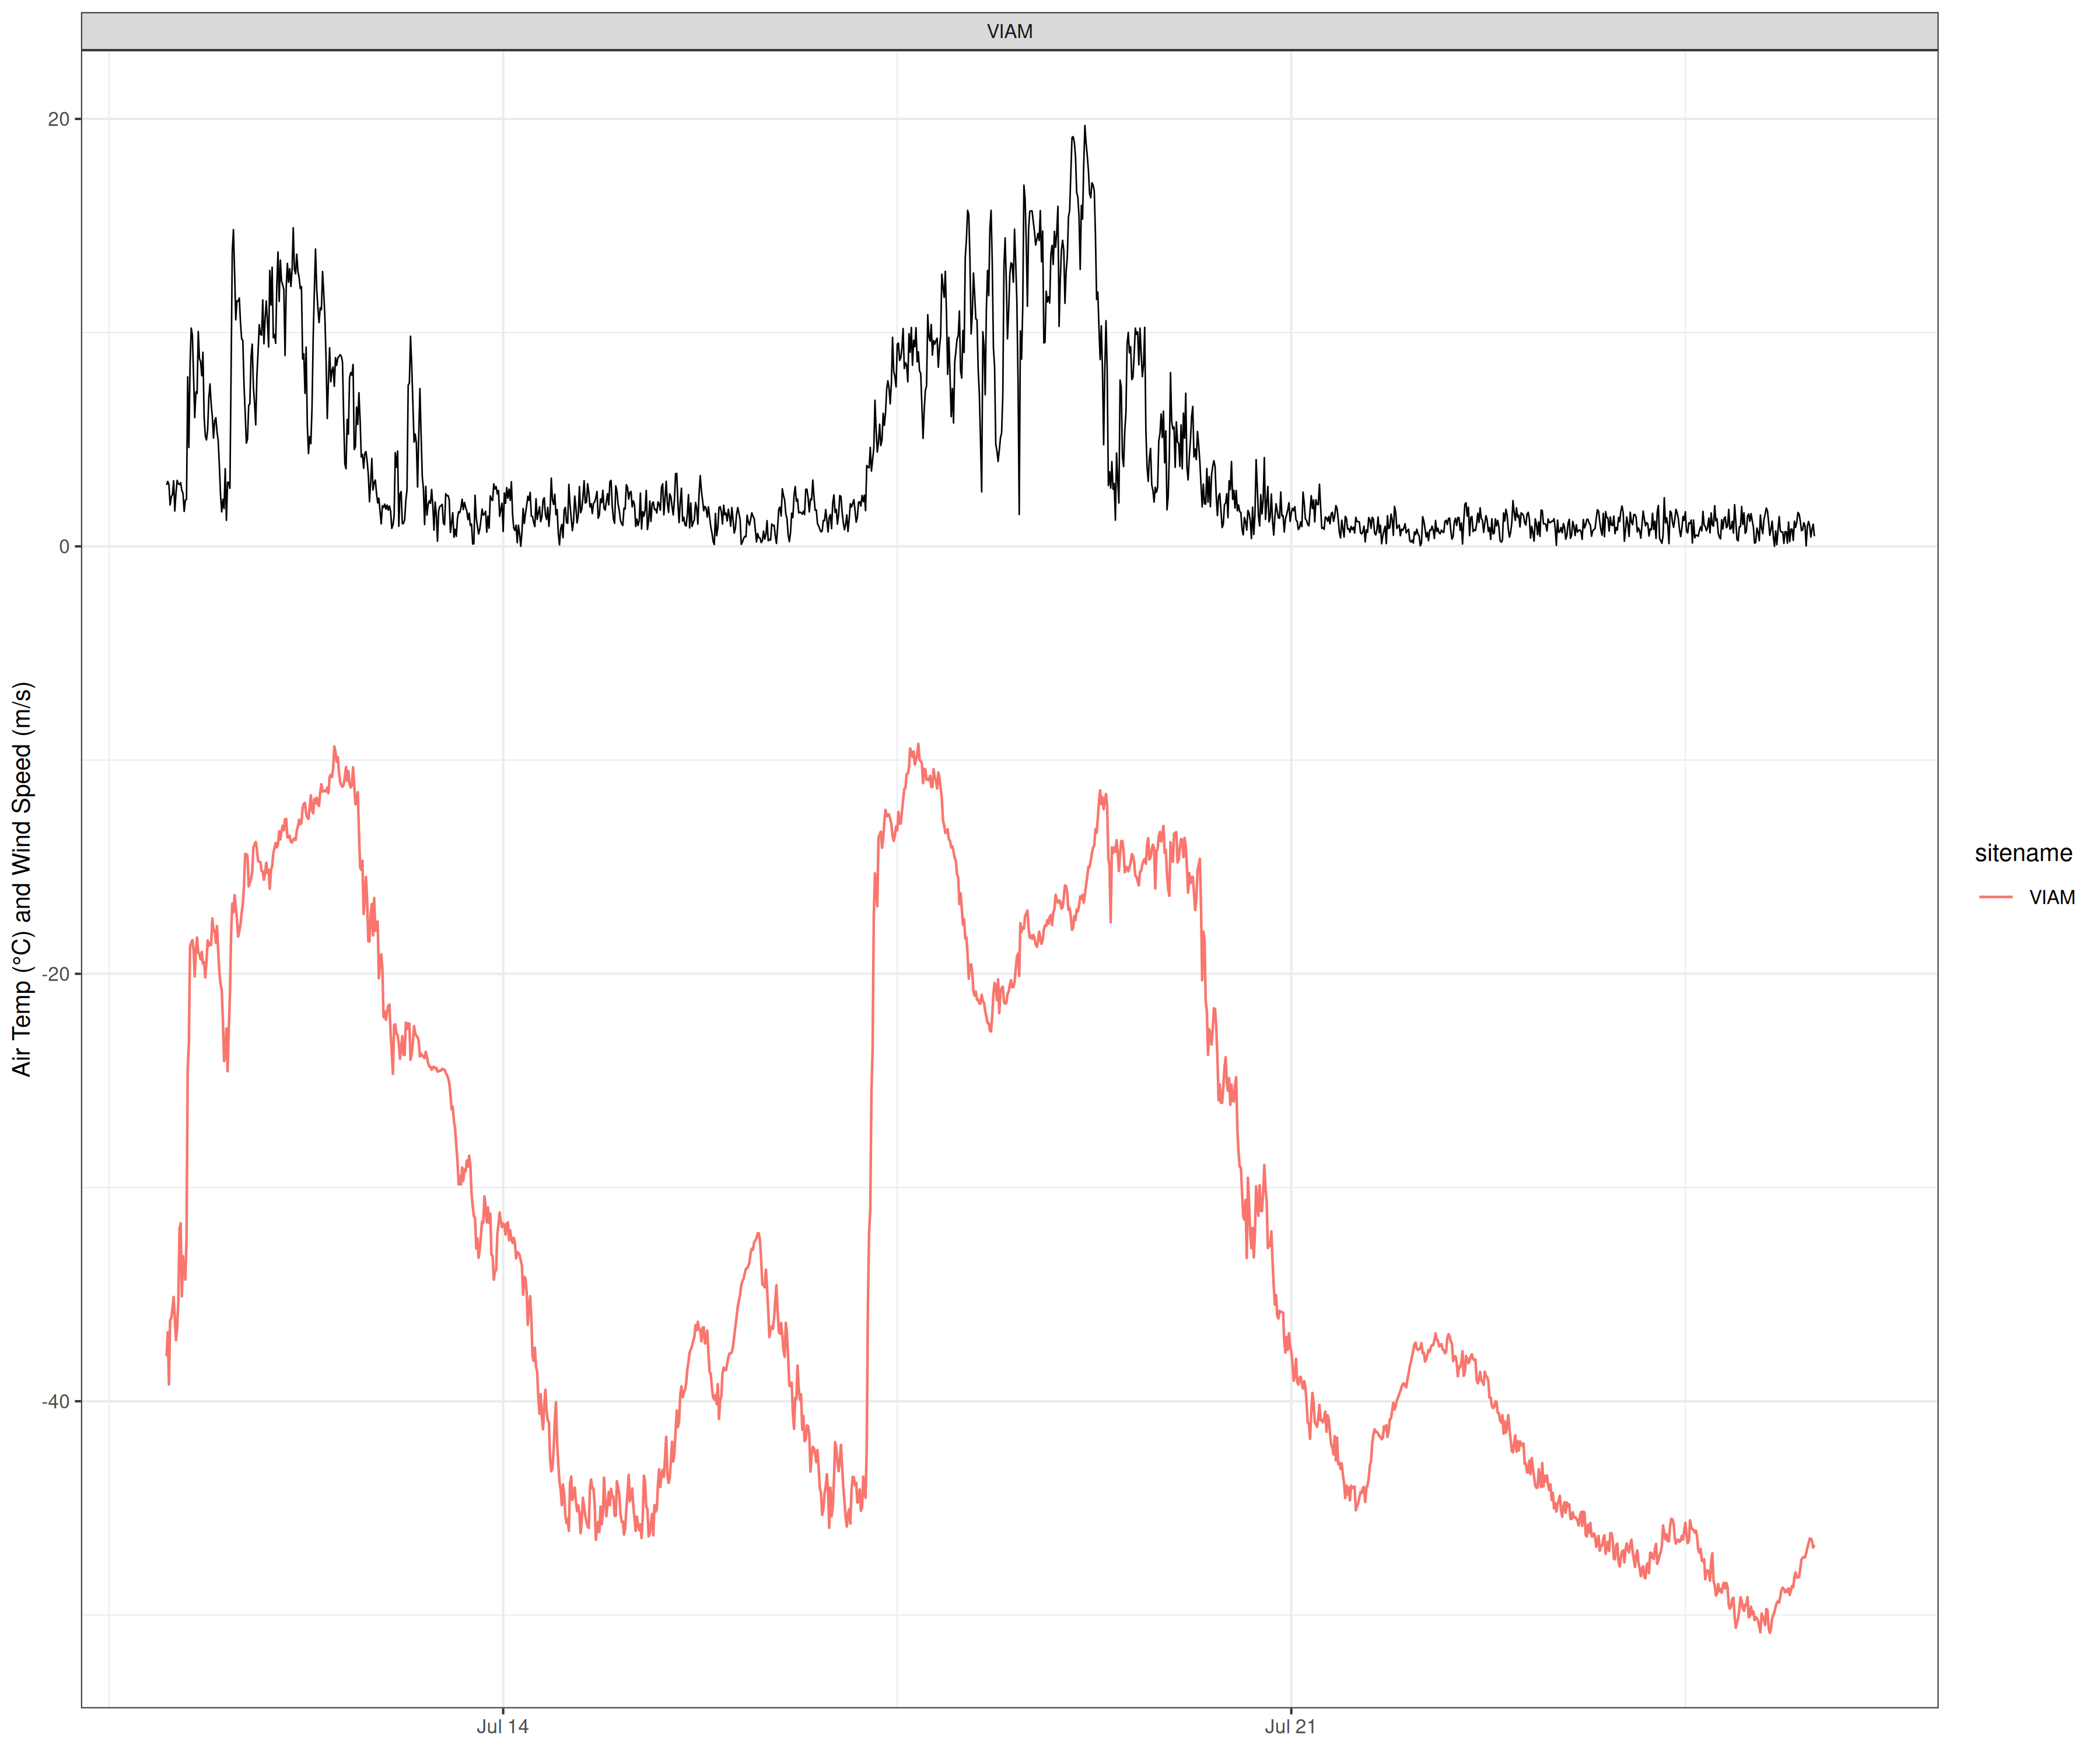 VIAM
20
0
-20
-40
Air Temp (°C) and Wind Speed (m/s)
Jul 14
Jul 21
sitename
VIAM